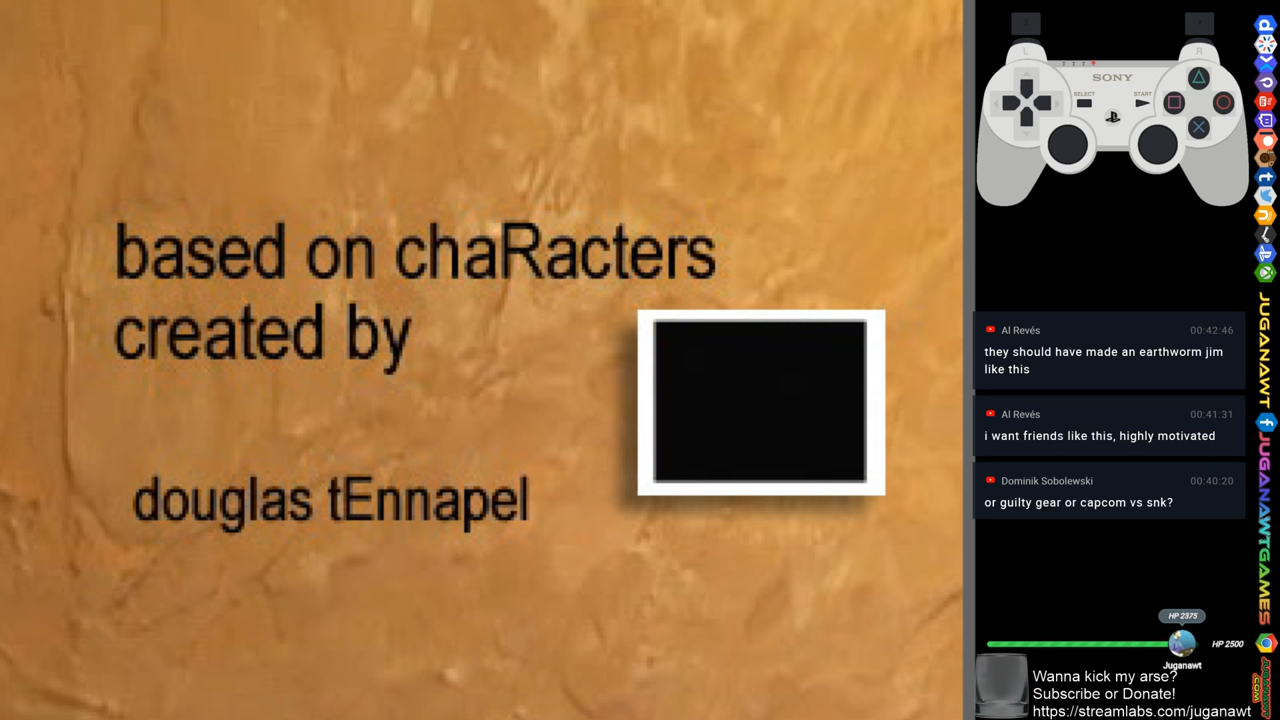 based on chaRacters
created by
douglas tEnnapel
L
R
SONY
SELECT
START
Al Revés
00:42:46
they should have made an earthworm jim
like this
Al Revés
00:41:31
i want friends like this, highly motivated
Dominik Sobolewski
00:40:20
or guilty gear or capcom vs snk?
HP 2375
HP 2500
Juganawt
Wanna kick my arse?
Subscribe or Donate!
https://streamlabs.com/juganawt
JUGANAWT
JUGANAWTGAMES
JUGANAWT
.COM